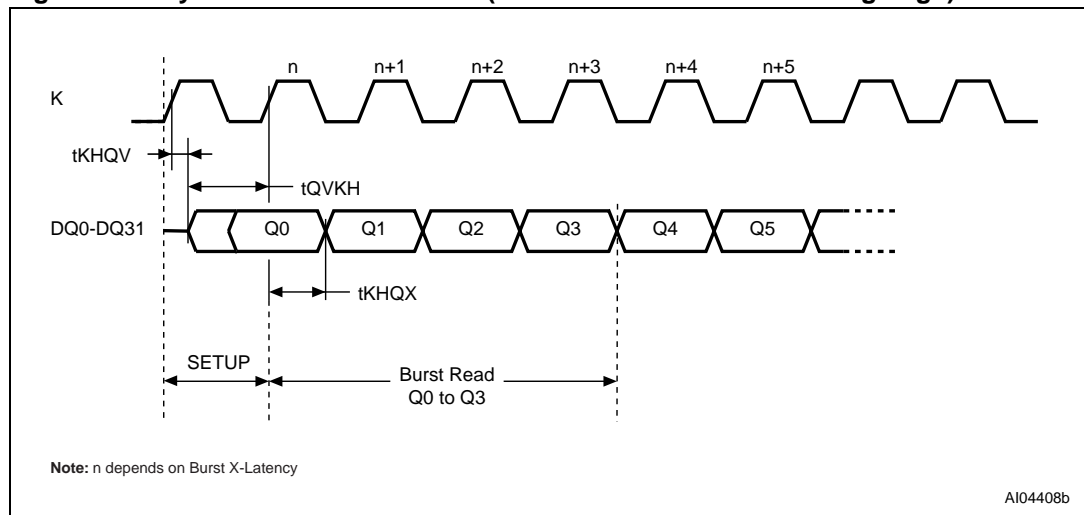 n n+1 n+2 n+3 n+4 n+5
K
tKHQV
tQVKH
DQ0-DQ31 Q0 Q1 Q2 Q3 Q4 Q5
tKHQX
SETUP
Burst Read
Q0 to Q3
Note: n depends on Burst X-Latency
AI04408b